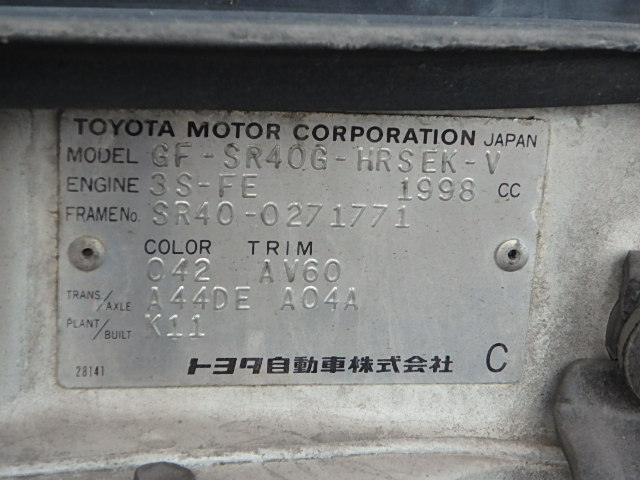 TOYOTA MOTOR CORPORATION JAPAN
MODEL GF-SR40G-HRSEK-V
ENGINE 3S-FE 1998 CC
FRAME No. SR40-0271771
COLOR TRIM
042 AV60
TRANS./AXLE A44DE A04A
PLANT/BUILT K11
28141 トヨタ自動車株式会社 C